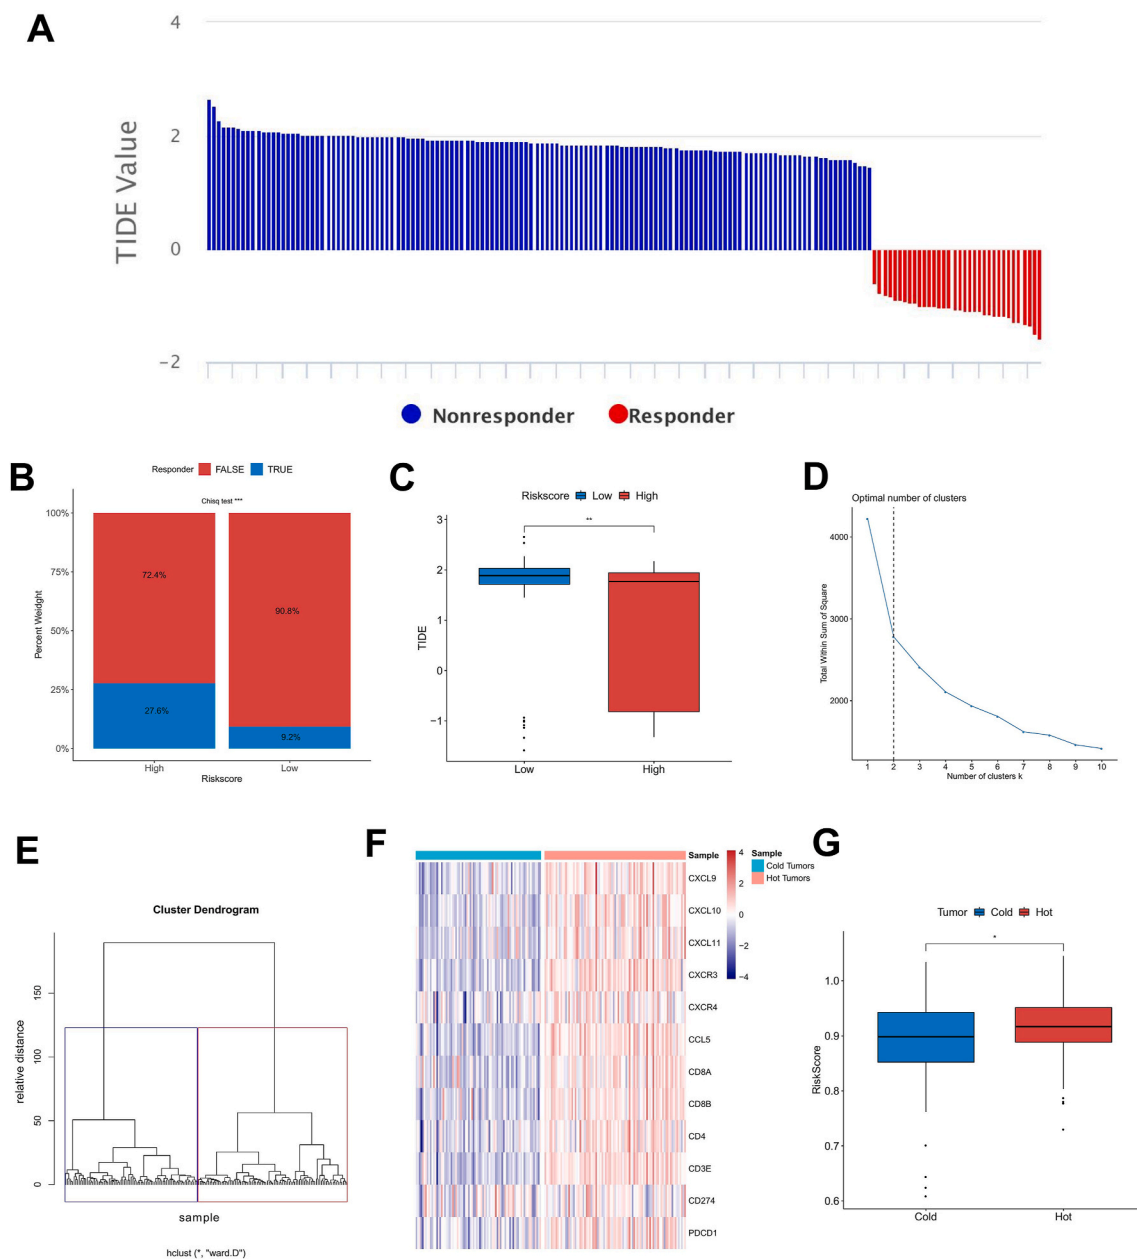 A
4
2
0
−2
TIDE Value
Nonresponder Responder
B
Responder FALSE TRUE
Chisq test ***
100%
75%
50%
25%
0%
Percent Weidght
72.4%
27.6%
90.8%
9.2%
High Low
Riskscore
C
Riskscore Low High
**
3
2
1
0
−1
TIDE
Low High
D
Optimal number of clusters
4000
3000
2000
Total Within Sum of Square
1 2 3 4 5 6 7 8 9 10
Number of clusters k
E
Cluster Dendrogram
150
100
50
0
relative distance
sample
hclust (*, "ward.D")
F
Sample
CXCL9
CXCL10
CXCL11
CXCR3
CXCR4
CCL5
CD8A
CD8B
CD4
CD3E
CD274
PDCD1
4
2
0
−2
−4
Sample
Cold Tumors
Hot Tumors
G
Tumor Cold Hot
*
1.0
0.9
0.8
0.7
0.6
RiskScore
Cold Hot